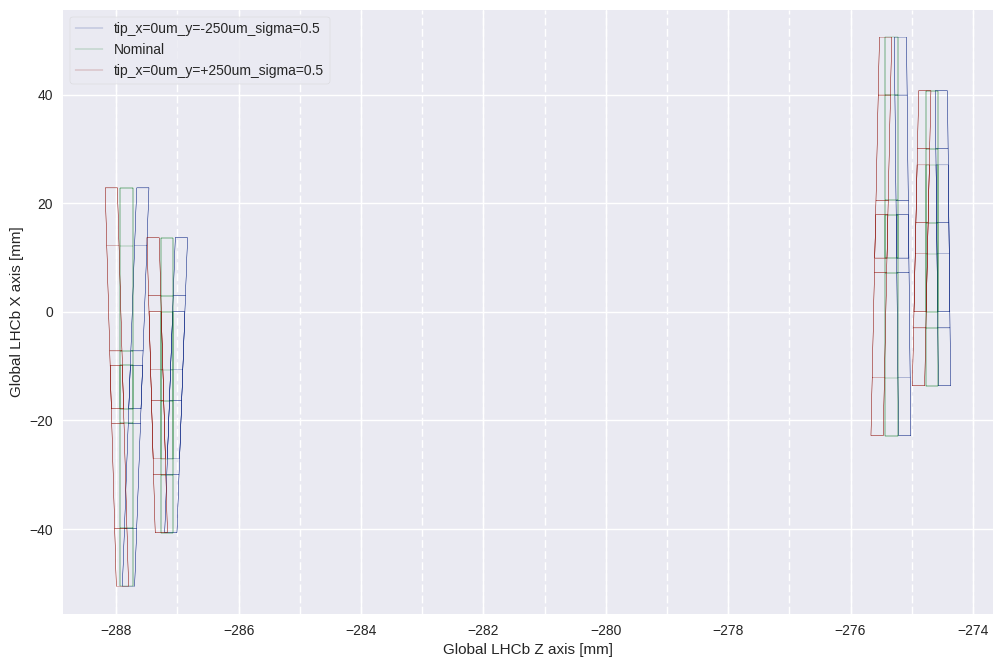 tip_x=0um_y=-250um_sigma=0.5
Nominal
tip_x=0um_y=+250um_sigma=0.5
Global LHCb X axis [mm]
40
20
0
−20
−40
−288 −286 −284 −282 −280 −278 −276 −274
Global LHCb Z axis [mm]